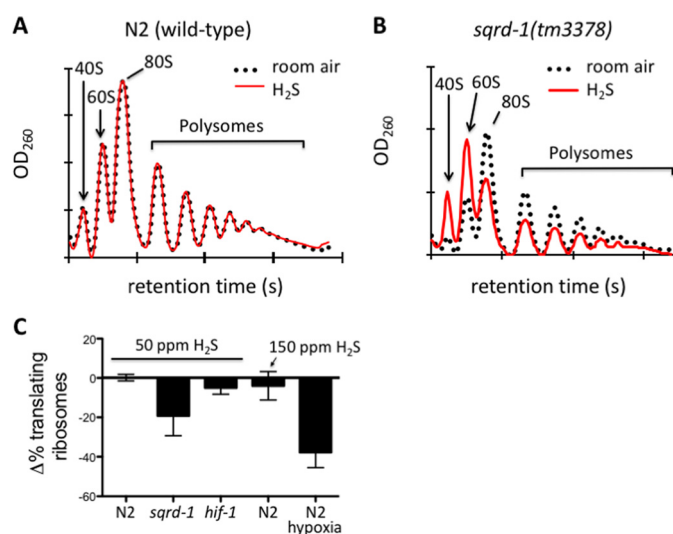 A
N2 (wild-type)
40S
60S
80S
room air
H₂S
Polysomes
OD₂₆₀
retention time (s)
B
sqrd-1(tm3378)
40S
60S
80S
room air
H₂S
Polysomes
OD₂₆₀
retention time (s)
C
50 ppm H₂S
150 ppm H₂S
Δ% translating
ribosomes
20
0
-20
-40
-60
N2 sqrd-1 hif-1 N2 N2
hypoxia